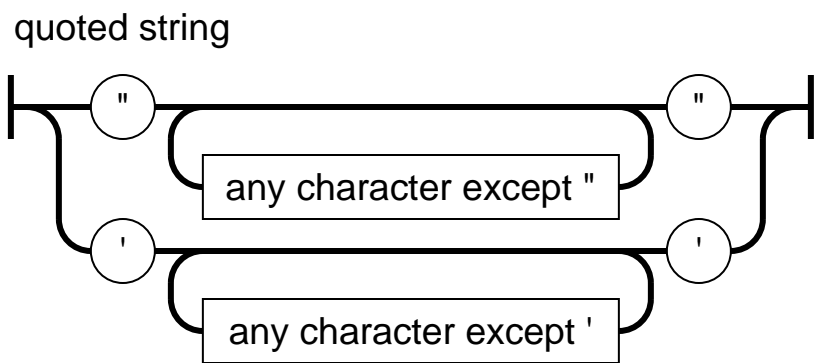 quoted string
" "
any character except "
' '
any character except '